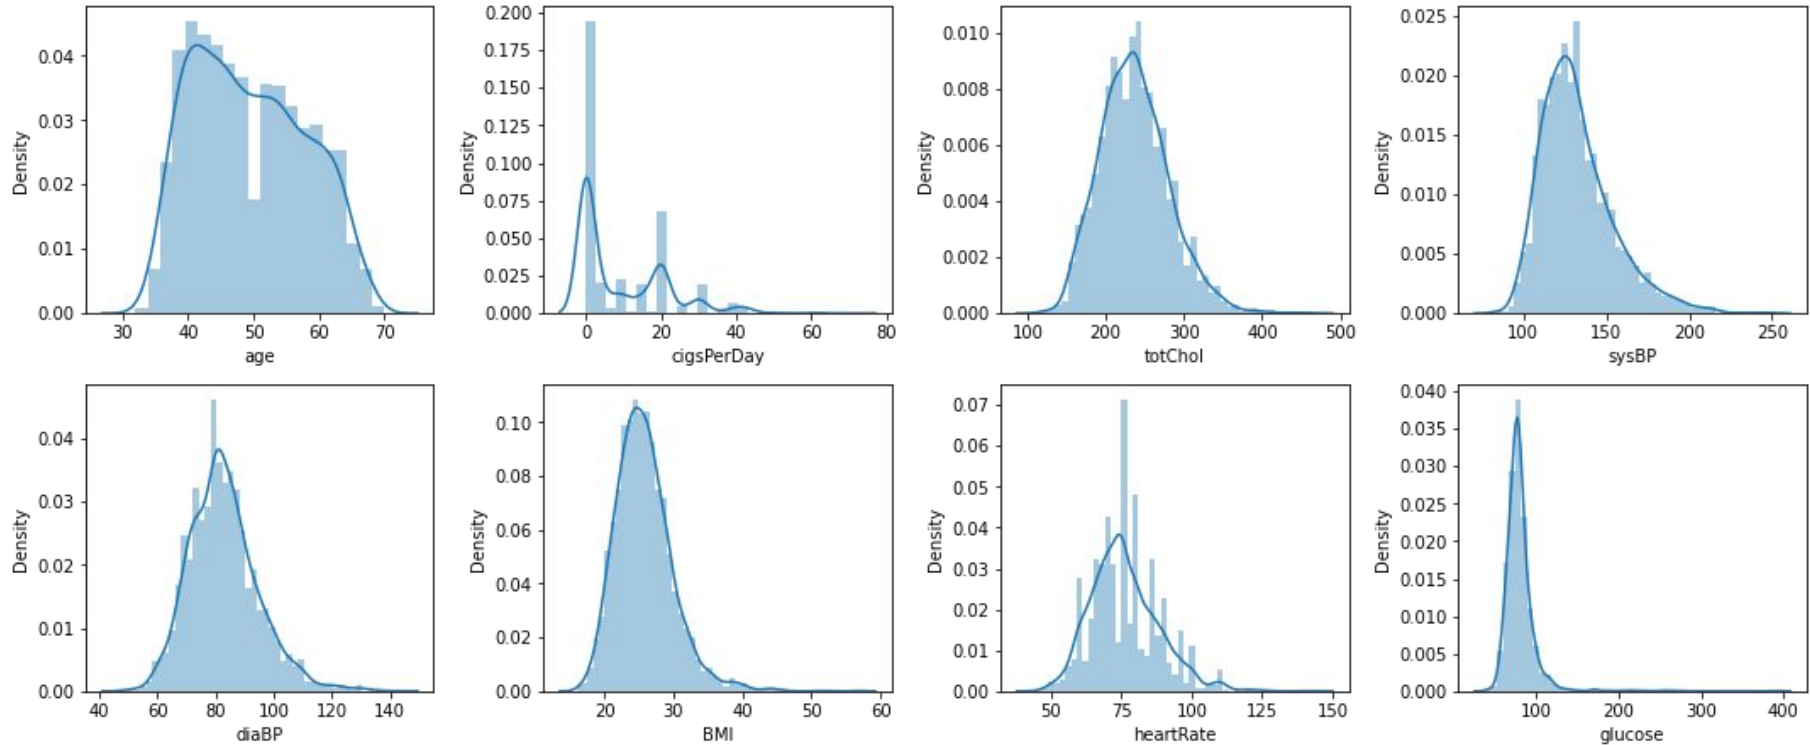 Density
0.04
0.03
0.02
0.01
0.00
30 40 50 60 70
age
Density
0.200
0.175
0.150
0.125
0.100
0.075
0.050
0.025
0.000
0 20 40 60 80
cigsPerDay
Density
0.010
0.008
0.006
0.004
0.002
0.000
100 200 300 400 500
totChol
Density
0.025
0.020
0.015
0.010
0.005
0.000
100 150 200 250
sysBP
Density
0.04
0.03
0.02
0.01
0.00
40 60 80 100 120 140
diaBP
Density
0.10
0.08
0.06
0.04
0.02
0.00
20 30 40 50 60
BMI
Density
0.07
0.06
0.05
0.04
0.03
0.02
0.01
0.00
50 75 100 125 150
heartRate
Density
0.040
0.035
0.030
0.025
0.020
0.015
0.010
0.005
0.000
100 200 300 400
glucose